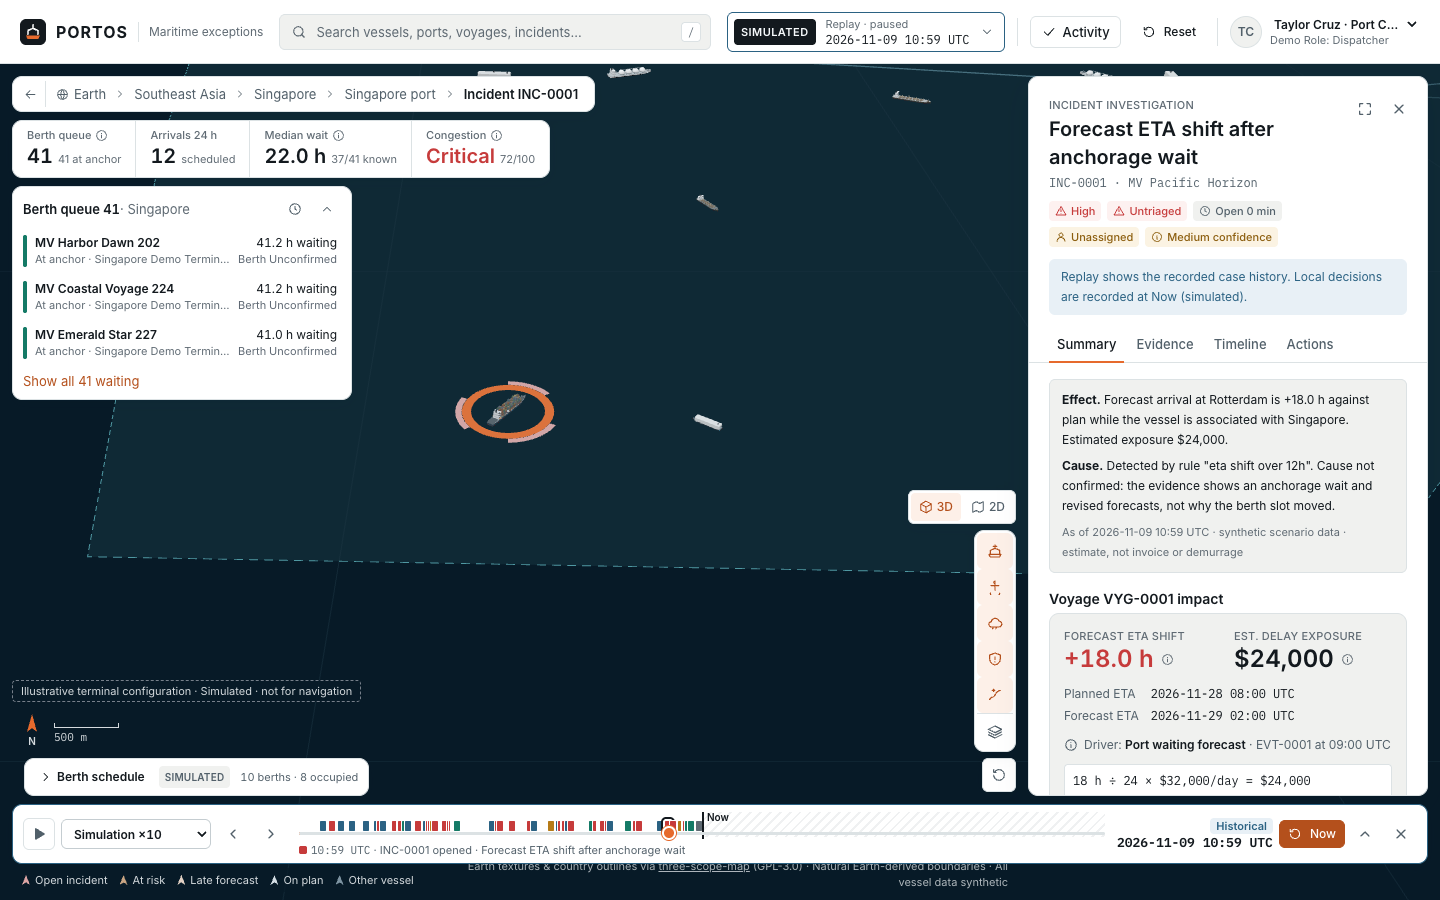 PORTOS
Maritime exceptions
Search vessels, ports, voyages, incidents...
/
SIMULATED
Replay · paused
2026-11-09 10:59 UTC
Activity
Reset
TC
Taylor Cruz · Port C...
Demo Role: Dispatcher
Earth
Southeast Asia
Singapore
Singapore port
Incident INC-0001
Berth queue
41 41 at anchor
Arrivals 24 h
12 scheduled
Median wait
22.0 h 37/41 known
Congestion
Critical 72/100
Berth queue 41 · Singapore
MV Harbor Dawn 202
41.2 h waiting
At anchor · Singapore Demo Termin...
Berth Unconfirmed
MV Coastal Voyage 224
41.2 h waiting
At anchor · Singapore Demo Termin...
Berth Unconfirmed
MV Emerald Star 227
41.0 h waiting
At anchor · Singapore Demo Termin...
Berth Unconfirmed
Show all 41 waiting
3D
2D
Illustrative terminal configuration · Simulated · not for navigation
N
500 m
Berth schedule
SIMULATED
10 berths · 8 occupied
INCIDENT INVESTIGATION
Forecast ETA shift after
anchorage wait
INC-0001 · MV Pacific Horizon
High
Untriaged
Open 0 min
Unassigned
Medium confidence
Replay shows the recorded case history. Local decisions
are recorded at Now (simulated).
Summary
Evidence
Timeline
Actions
Effect. Forecast arrival at Rotterdam is +18.0 h against
plan while the vessel is associated with Singapore.
Estimated exposure $24,000.
Cause. Detected by rule "eta shift over 12h". Cause not
confirmed: the evidence shows an anchorage wait and
revised forecasts, not why the berth slot moved.
As of 2026-11-09 10:59 UTC · synthetic scenario data ·
estimate, not invoice or demurrage
Voyage VYG-0001 impact
FORECAST ETA SHIFT
+18.0 h
EST. DELAY EXPOSURE
$24,000
Planned ETA 2026-11-28 08:00 UTC
Forecast ETA 2026-11-29 02:00 UTC
Driver: Port waiting forecast · EVT-0001 at 09:00 UTC
18 h ÷ 24 × $32,000/day = $24,000
Simulation ×10
Now
10:59 UTC · INC-0001 opened · Forecast ETA shift after anchorage wait
Historical
2026-11-09 10:59 UTC
Now
Open incident
At risk
Late forecast
On plan
Other vessel
Earth textures & country outlines via three-scope-map (GPL-3.0) · Natural Earth-derived boundaries · All
vessel data synthetic